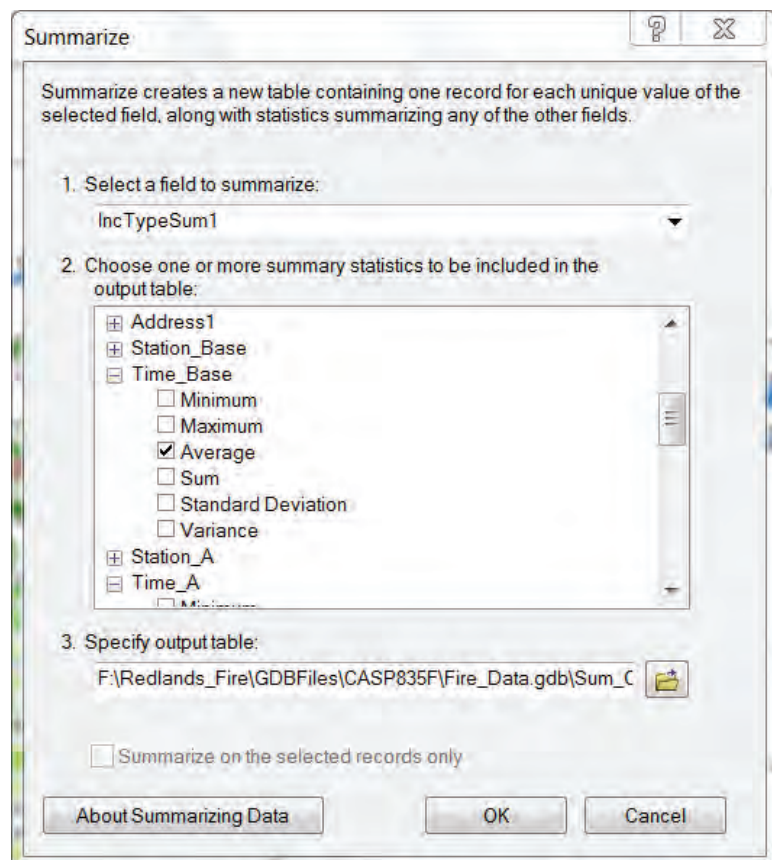 Summarize
Summarize creates a new table containing one record for each unique value of the
selected field, along with statistics summarizing any of the other fields.
1. Select a field to summarize:
IncTypeSum1
2. Choose one or more summary statistics to be included in the
output table:
Address1
Station_Base
Time_Base
Minimum
Maximum
Average
Sum
Standard Deviation
Variance
Station_A
Time_A
Minimum
3. Specify output table:
F:\Redlands_Fire\GDBFiles\CASP835F\Fire_Data.gdb\Sum_C
Summarize on the selected records only
About Summarizing Data
OK
Cancel